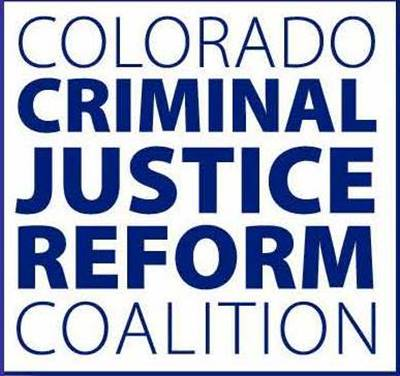 COLORADO
CRIMINAL
JUSTICE
REFORM
COALITION